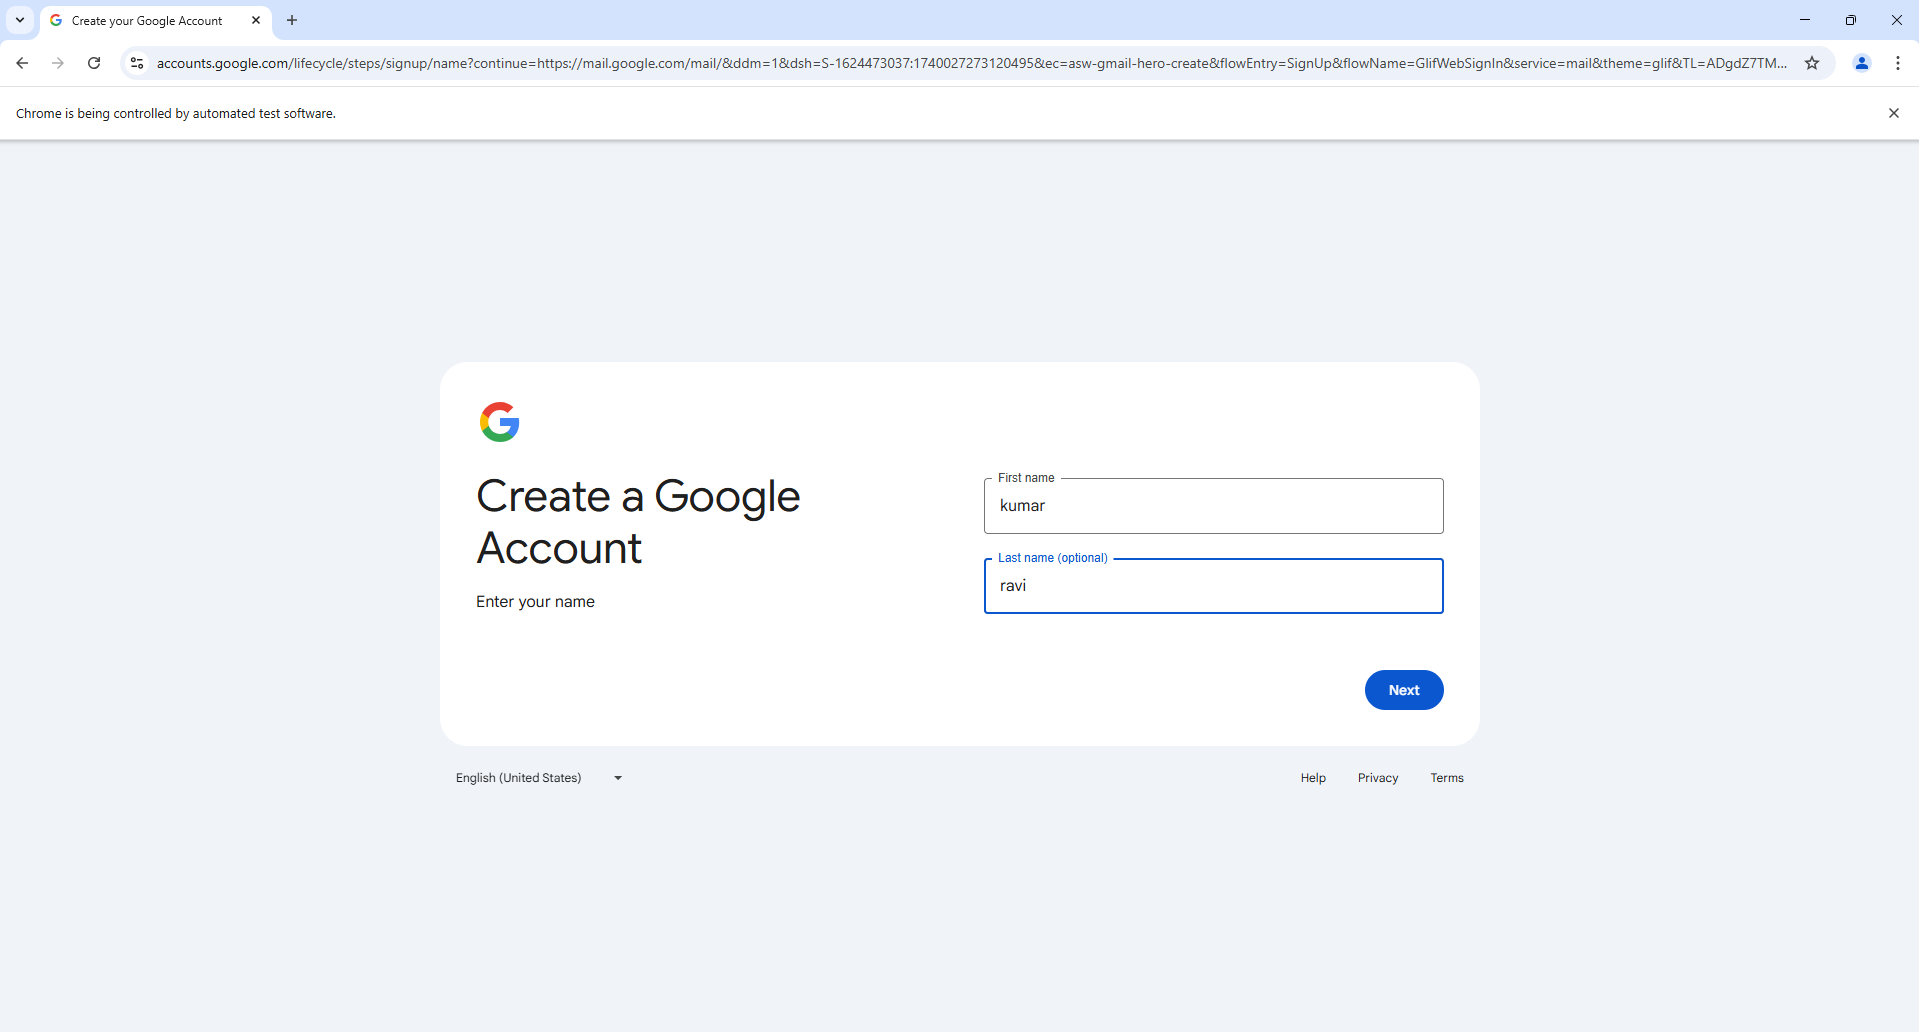 Create your Google Account
accounts.google.com/lifecycle/steps/signup/name?continue=https://mail.google.com/mail/&ddm=1&dsh=S-1624473037:1740027273120495&ec=asw-gmail-hero-create&flowEntry=SignUp&flowName=GlifWebSignIn&service=mail&theme=glif&TL=ADgdZ7TM...
Chrome is being controlled by automated test software.
Create a Google
Account
Enter your name
First name
kumar
Last name (optional)
ravi
Next
English (United States)
Help Privacy Terms